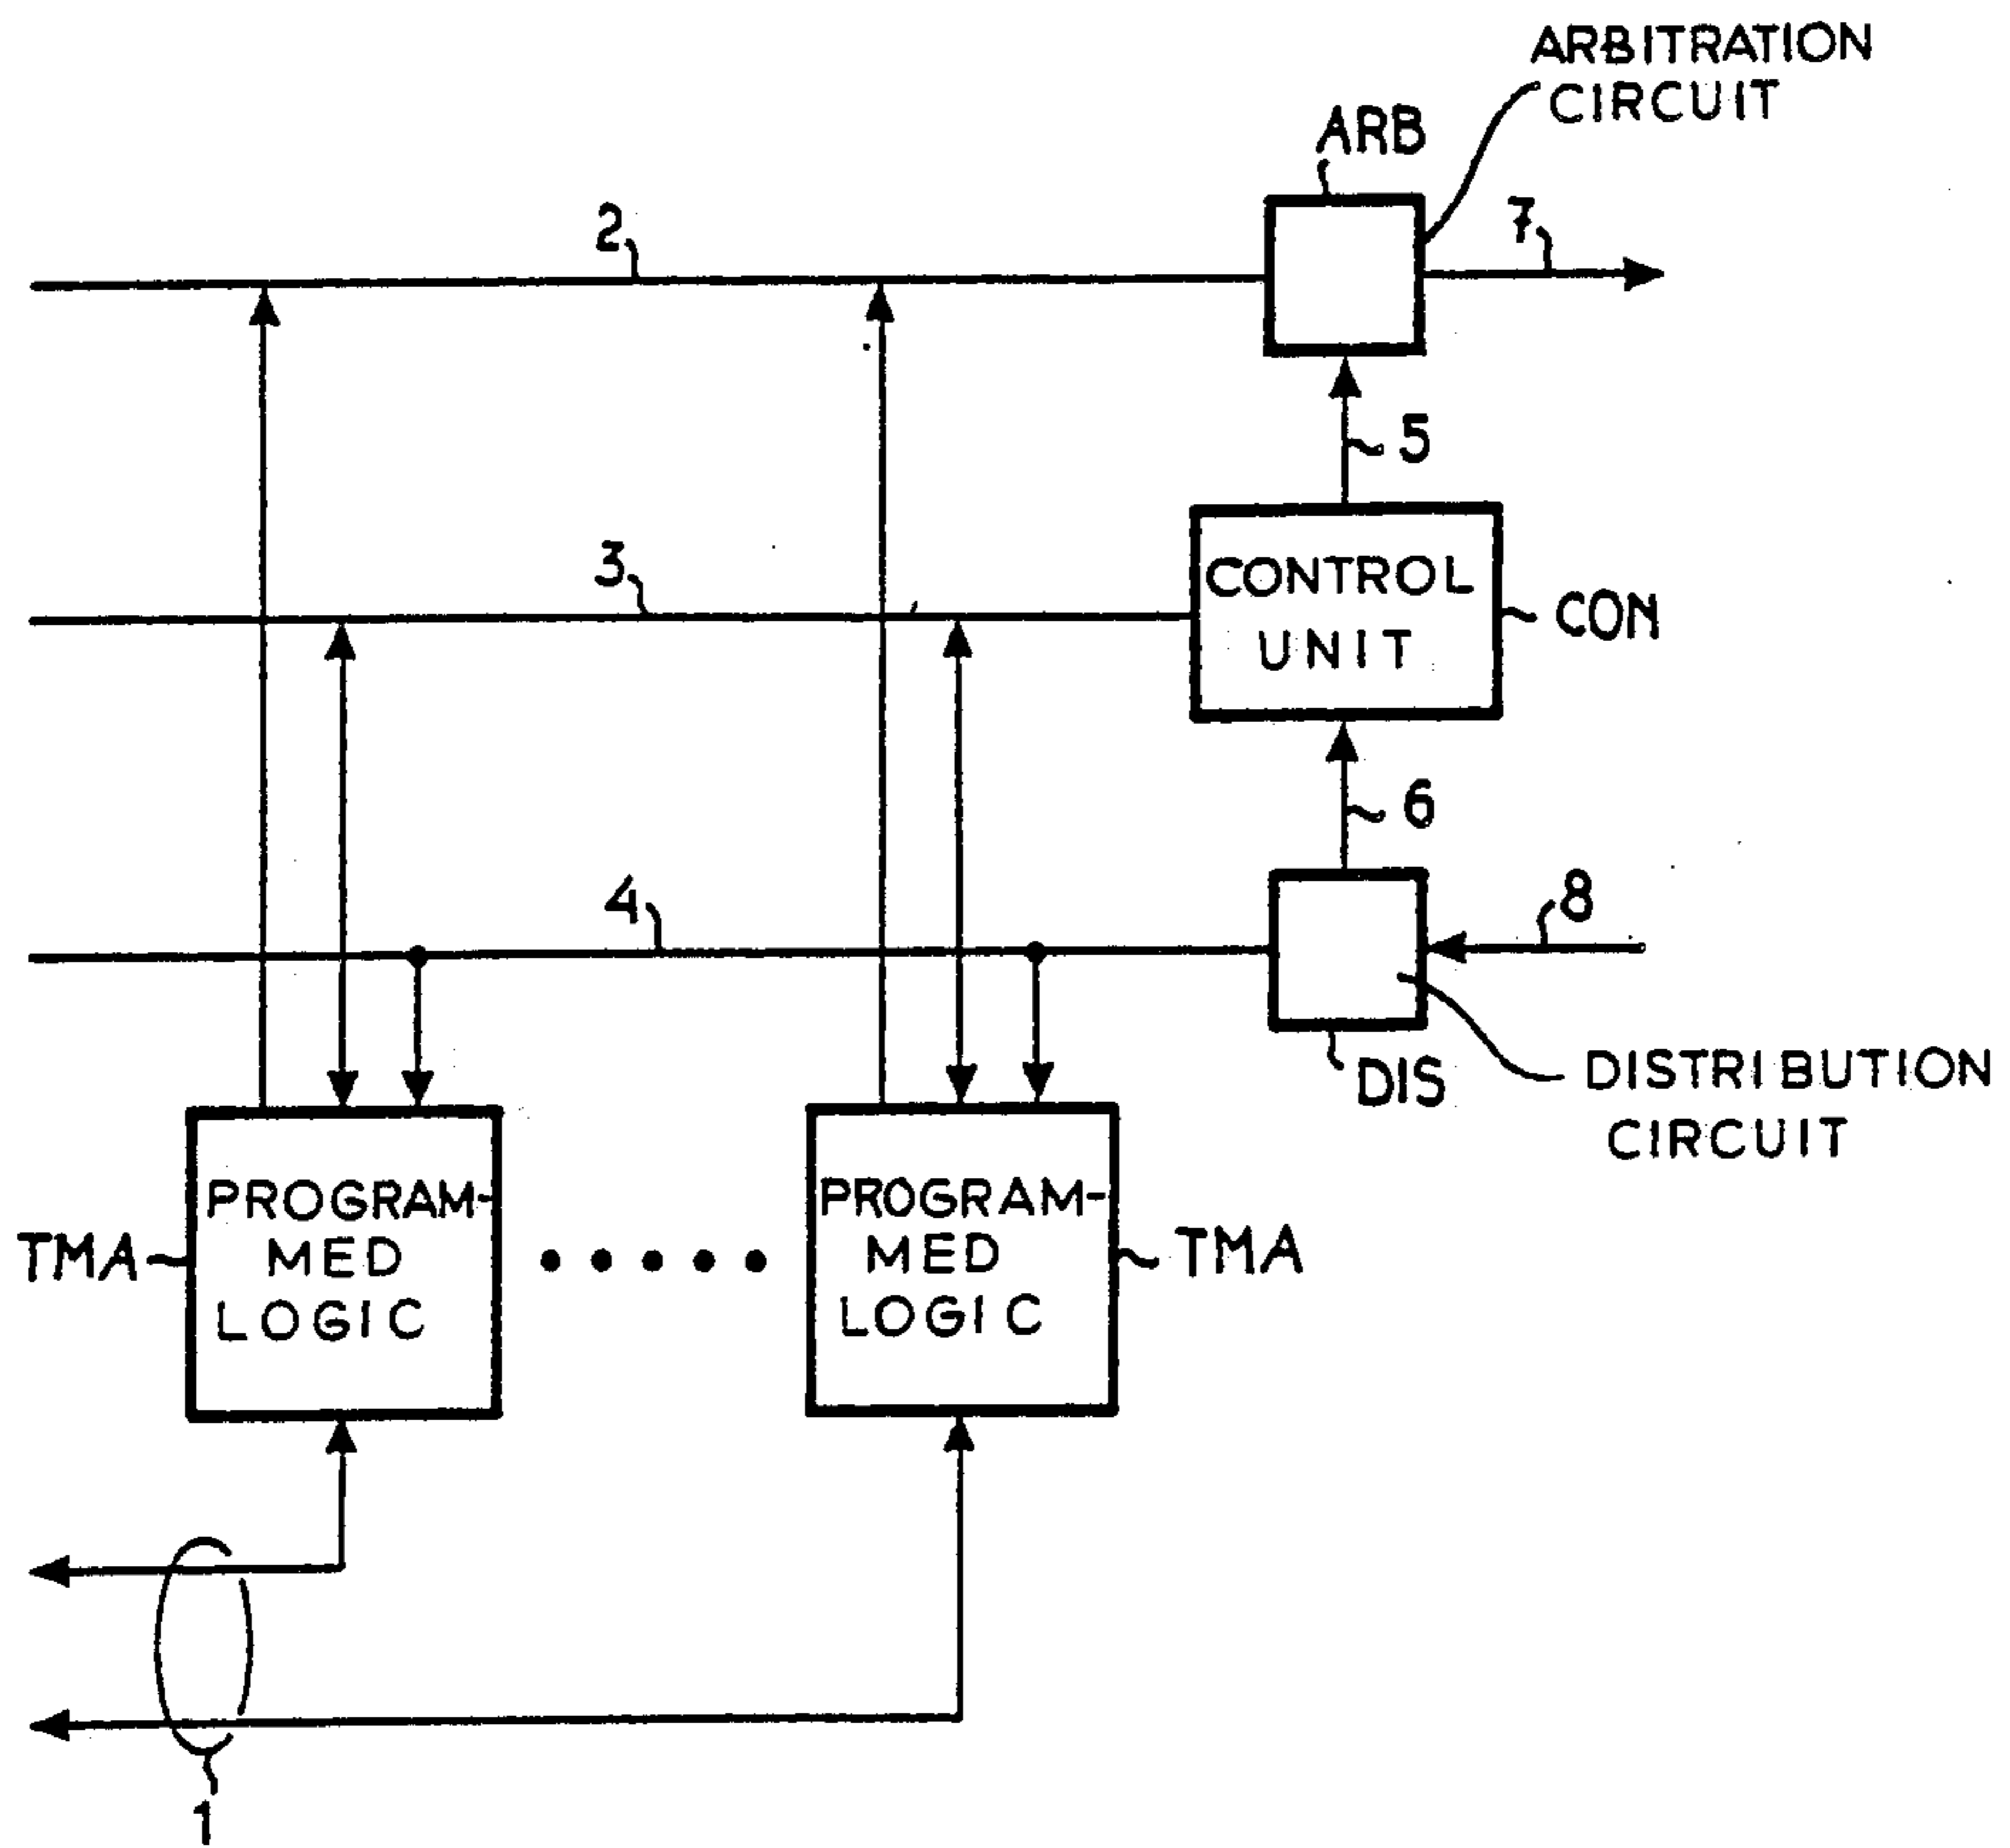 ARBITRATION
CIRCUIT
ARB
2
7
5
3
CONTROL
UNIT
CON
6
4
8
DIS
DISTRIBUTION
CIRCUIT
TMA
PROGRAM-
MED
LOGIC
PROGRAM-
MED
LOGIC
TMA
1